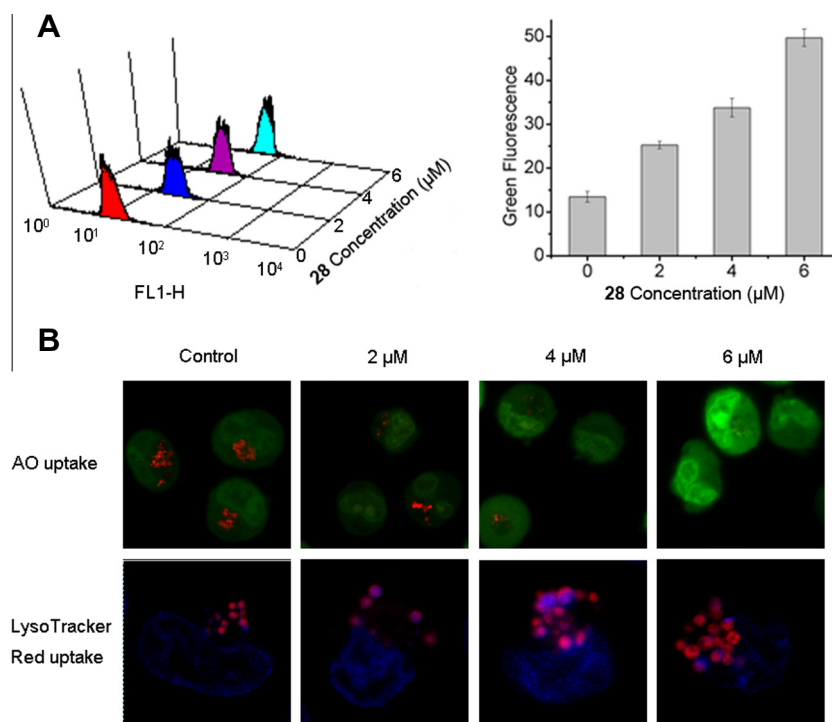 A
10⁰
10¹
10²
10³
10⁴
0
2
4
6
FL1-H
28 Concentration (µM)
50
40
30
20
10
0
Green Fluorescence
0 2 4 6
28 Concentration (µM)
B
Control 2 µM 4 µM 6 µM
AO uptake
LysoTracker
Red uptake